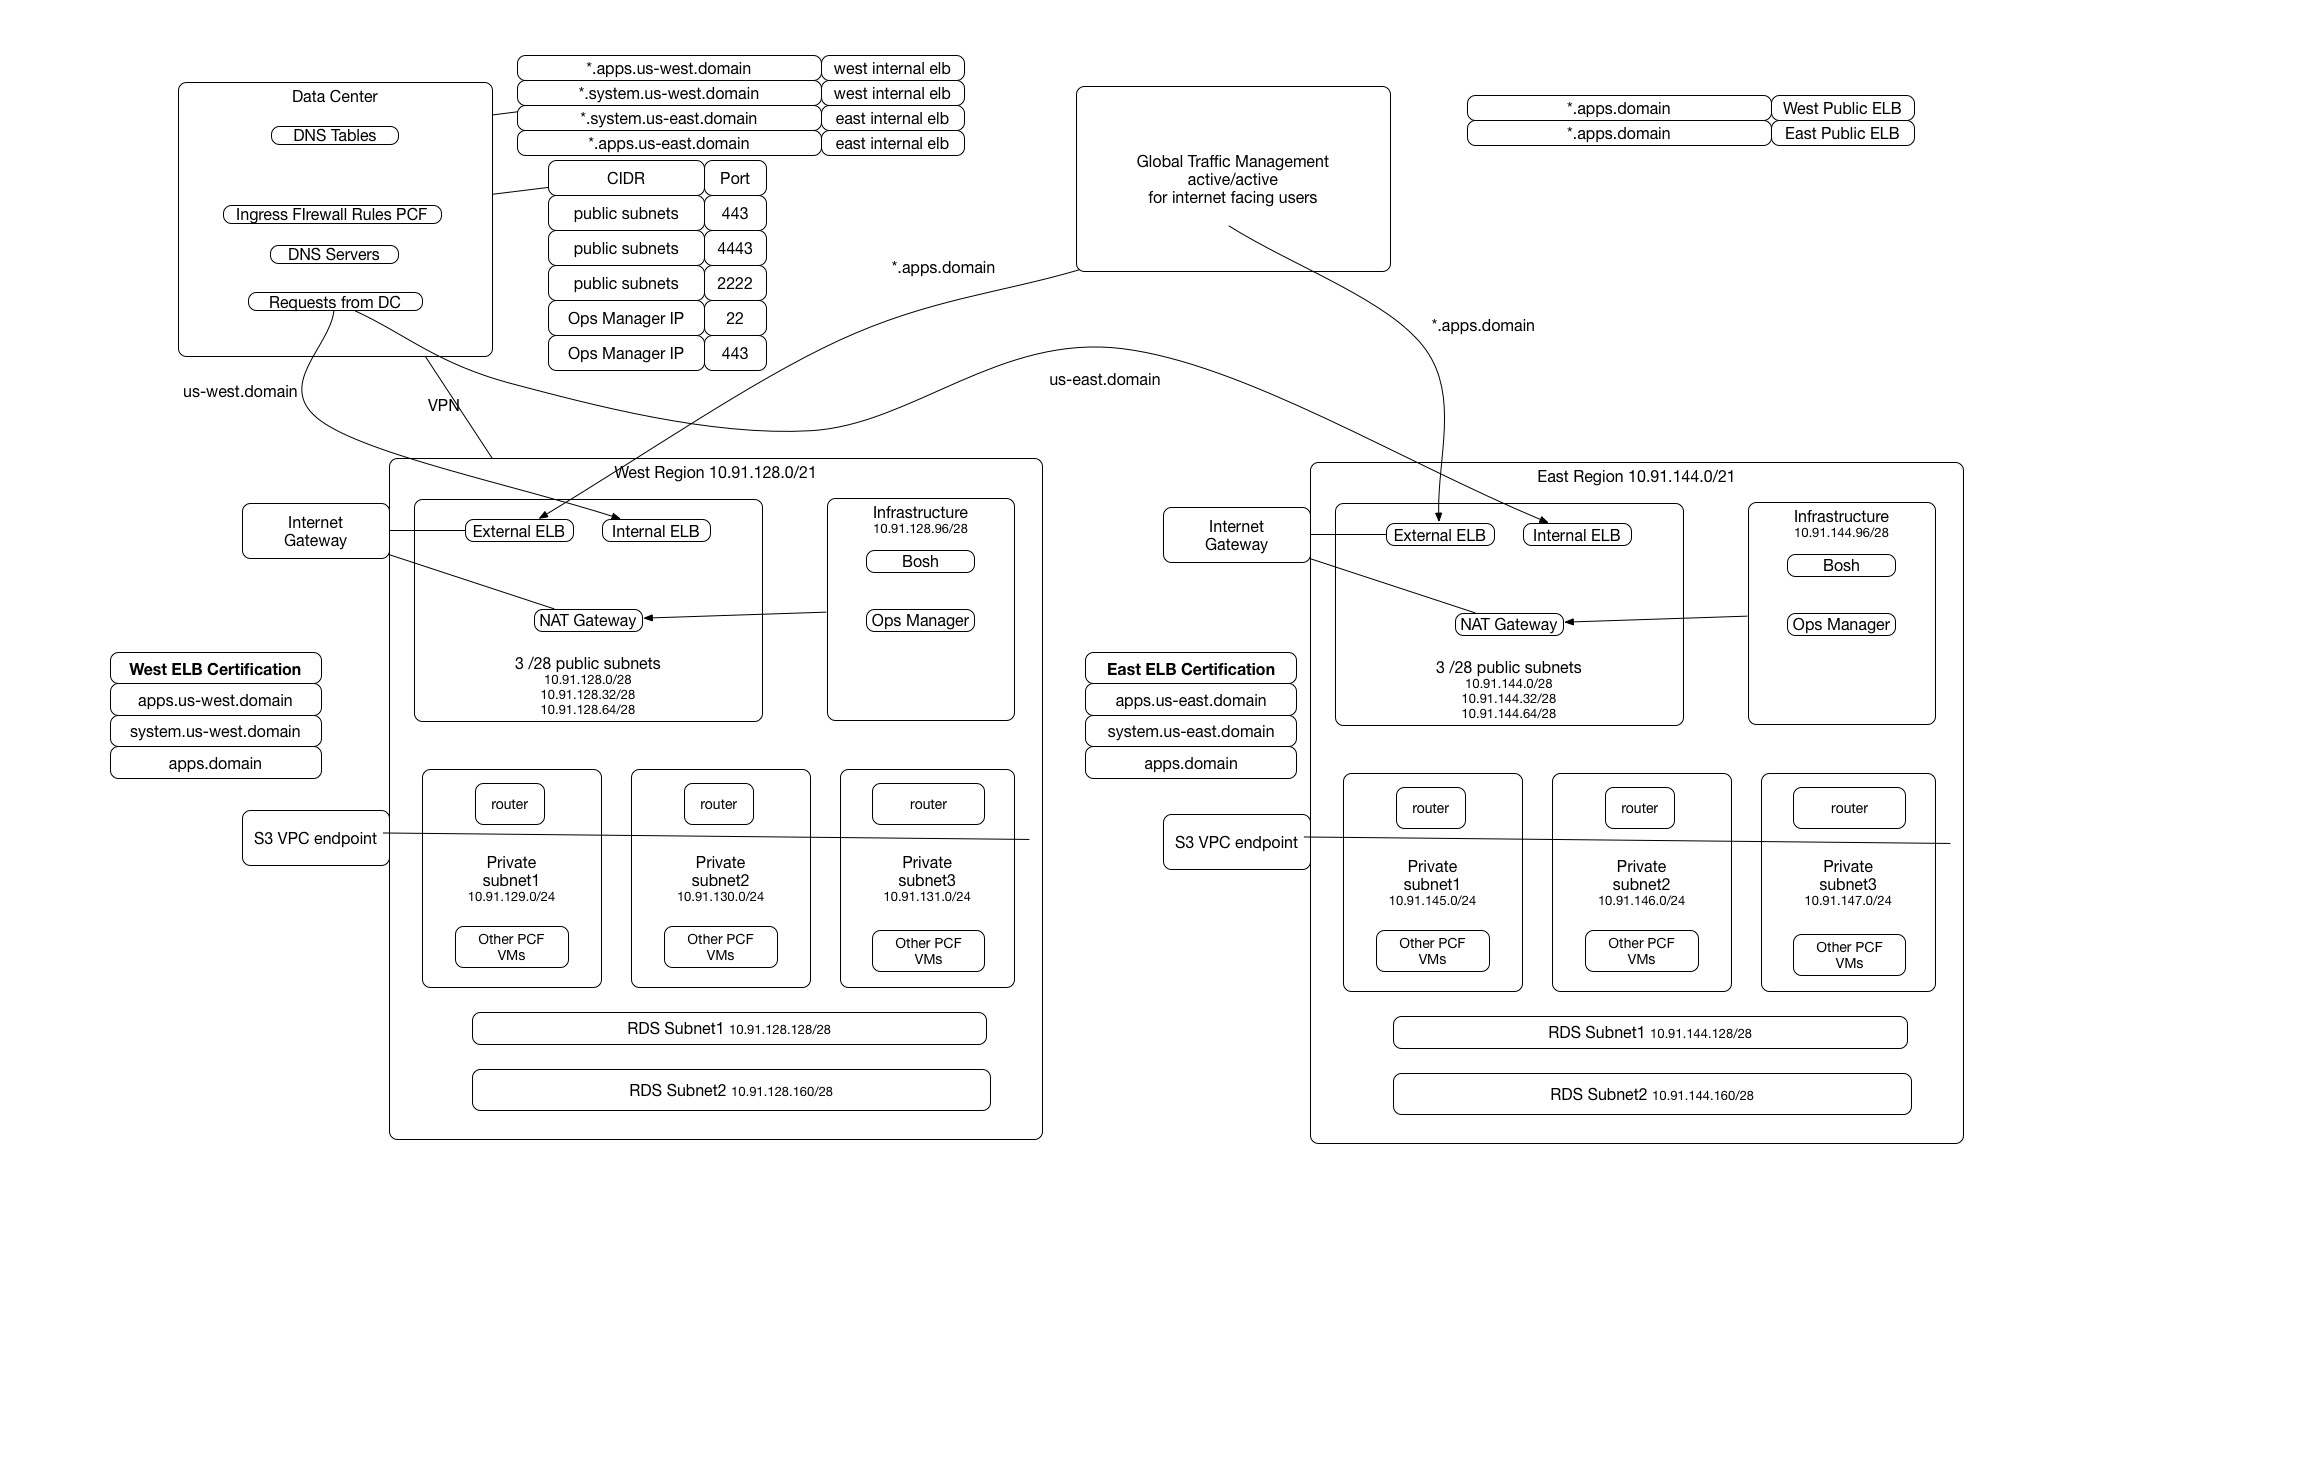 *.apps.us-west.domain west internal elb
*.system.us-west.domain west internal elb
*.system.us-east.domain east internal elb
*.apps.us-east.domain east internal elb
Data Center
DNS Tables
Ingress FIrewall Rules PCF
DNS Servers
Requests from DC
CIDR Port
public subnets 443
public subnets 4443
public subnets 2222
Ops Manager IP 22
Ops Manager IP 443
Global Traffic Management
active/active
for internet facing users
*.apps.domain West Public ELB
*.apps.domain East Public ELB
*.apps.domain
*.apps.domain
us-west.domain
VPN
us-east.domain
West Region 10.91.128.0/21
Internet
Gateway
External ELB
Internal ELB
NAT Gateway
3 /28 public subnets
10.91.128.0/28
10.91.128.32/28
10.91.128.64/28
Infrastructure
10.91.128.96/28
Bosh
Ops Manager
West ELB Certification
apps.us-west.domain
system.us-west.domain
apps.domain
S3 VPC endpoint
router
Private
subnet1
10.91.129.0/24
Other PCF
VMs
router
Private
subnet2
10.91.130.0/24
Other PCF
VMs
router
Private
subnet3
10.91.131.0/24
Other PCF
VMs
RDS Subnet1 10.91.128.128/28
RDS Subnet2 10.91.128.160/28
East Region 10.91.144.0/21
Internet
Gateway
External ELB
Internal ELB
NAT Gateway
3 /28 public subnets
10.91.144.0/28
10.91.144.32/28
10.91.144.64/28
Infrastructure
10.91.144.96/28
Bosh
Ops Manager
East ELB Certification
apps.us-east.domain
system.us-east.domain
apps.domain
S3 VPC endpoint
router
Private
subnet1
10.91.145.0/24
Other PCF
VMs
router
Private
subnet2
10.91.146.0/24
Other PCF
VMs
router
Private
subnet3
10.91.147.0/24
Other PCF
VMs
RDS Subnet1 10.91.144.128/28
RDS Subnet2 10.91.144.160/28